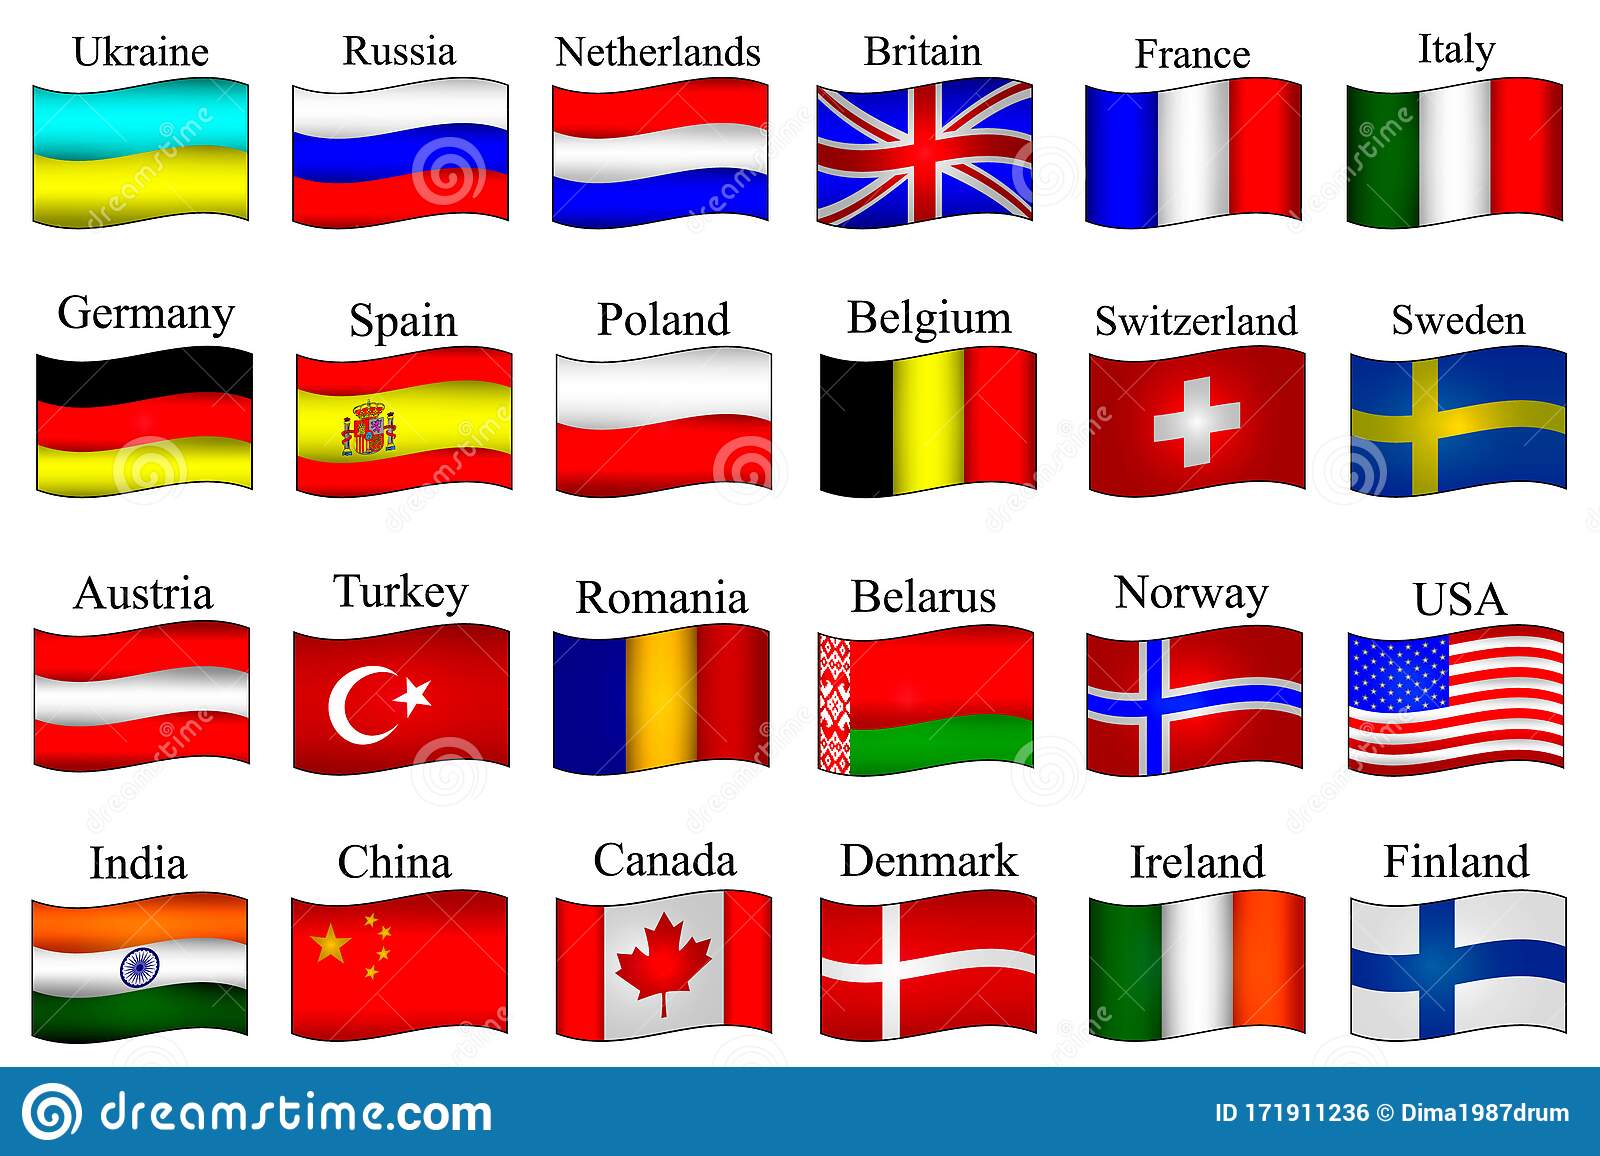 Ukraine Russia Netherlands Britain France Italy
Germany Spain Poland Belgium Switzerland Sweden
Austria Turkey Romania Belarus Norway USA
India China Canada Denmark Ireland Finland
dreamstime.com
ID 171911236 © Dima1987drum